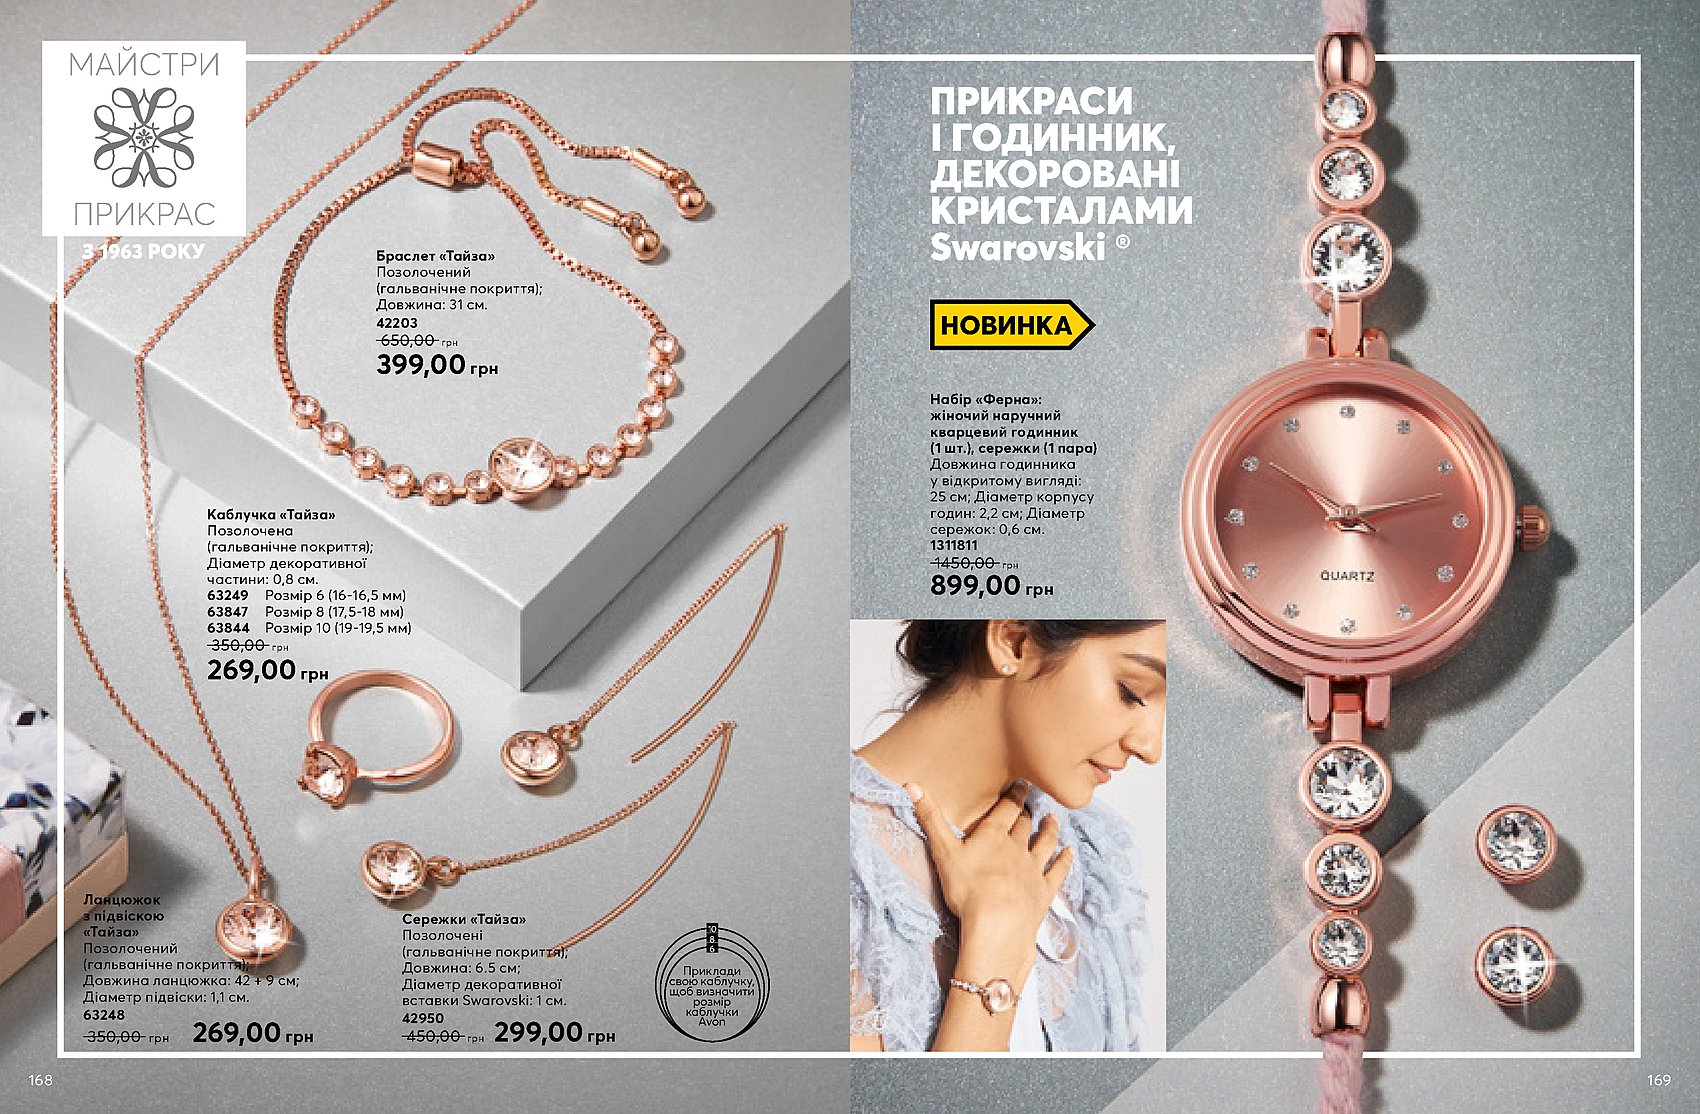 МАЙСТРИ
ПРИКРАС
З 1963 РОКУ
Браслет «Тайза»
Позолочений
(гальванічне покриття);
Довжина: 31 см.
42203
650,00 грн
399,00 грн
Каблучка «Тайза»
Позолочена
(гальванічне покриття);
Діаметр декоративної
частини: 0,8 см.
63249 Розмір 6 (16-16,5 мм)
63847 Розмір 8 (17,5-18 мм)
63844 Розмір 10 (19-19,5 мм)
350,00 грн
269,00 грн
Ланцюжок
з підвіскою
«Тайза»
Позолочений
(гальванічне покриття);
Довжина ланцюжка: 42 + 9 см;
Діаметр підвіски: 1,1 см.
63248
350,00 грн 269,00 грн
Сережки «Тайза»
Позолочені
(гальванічне покриття);
Довжина: 6.5 см;
Діаметр декоративної
вставки Swarovski: 1 см.
42950
450,00 грн 299,00 грн
10
8
6
Приклади
свою каблучку,
щоб визначити
розмір
каблучки
Avon
168
ПРИКРАСИ
І ГОДИННИК,
ДЕКОРОВАНІ
КРИСТАЛАМИ
Swarovski ®
НОВИНКА
Набір «Ферна»:
жіночий наручний
кварцевий годинник
(1 шт.), сережки (1 пара)
Довжина годинника
у відкритому вигляді:
25 см; Діаметр корпусу
годин: 2,2 см; Діаметр
сережок: 0,6 см.
1311811
1450,00 грн
899,00 грн
QUARTZ
169